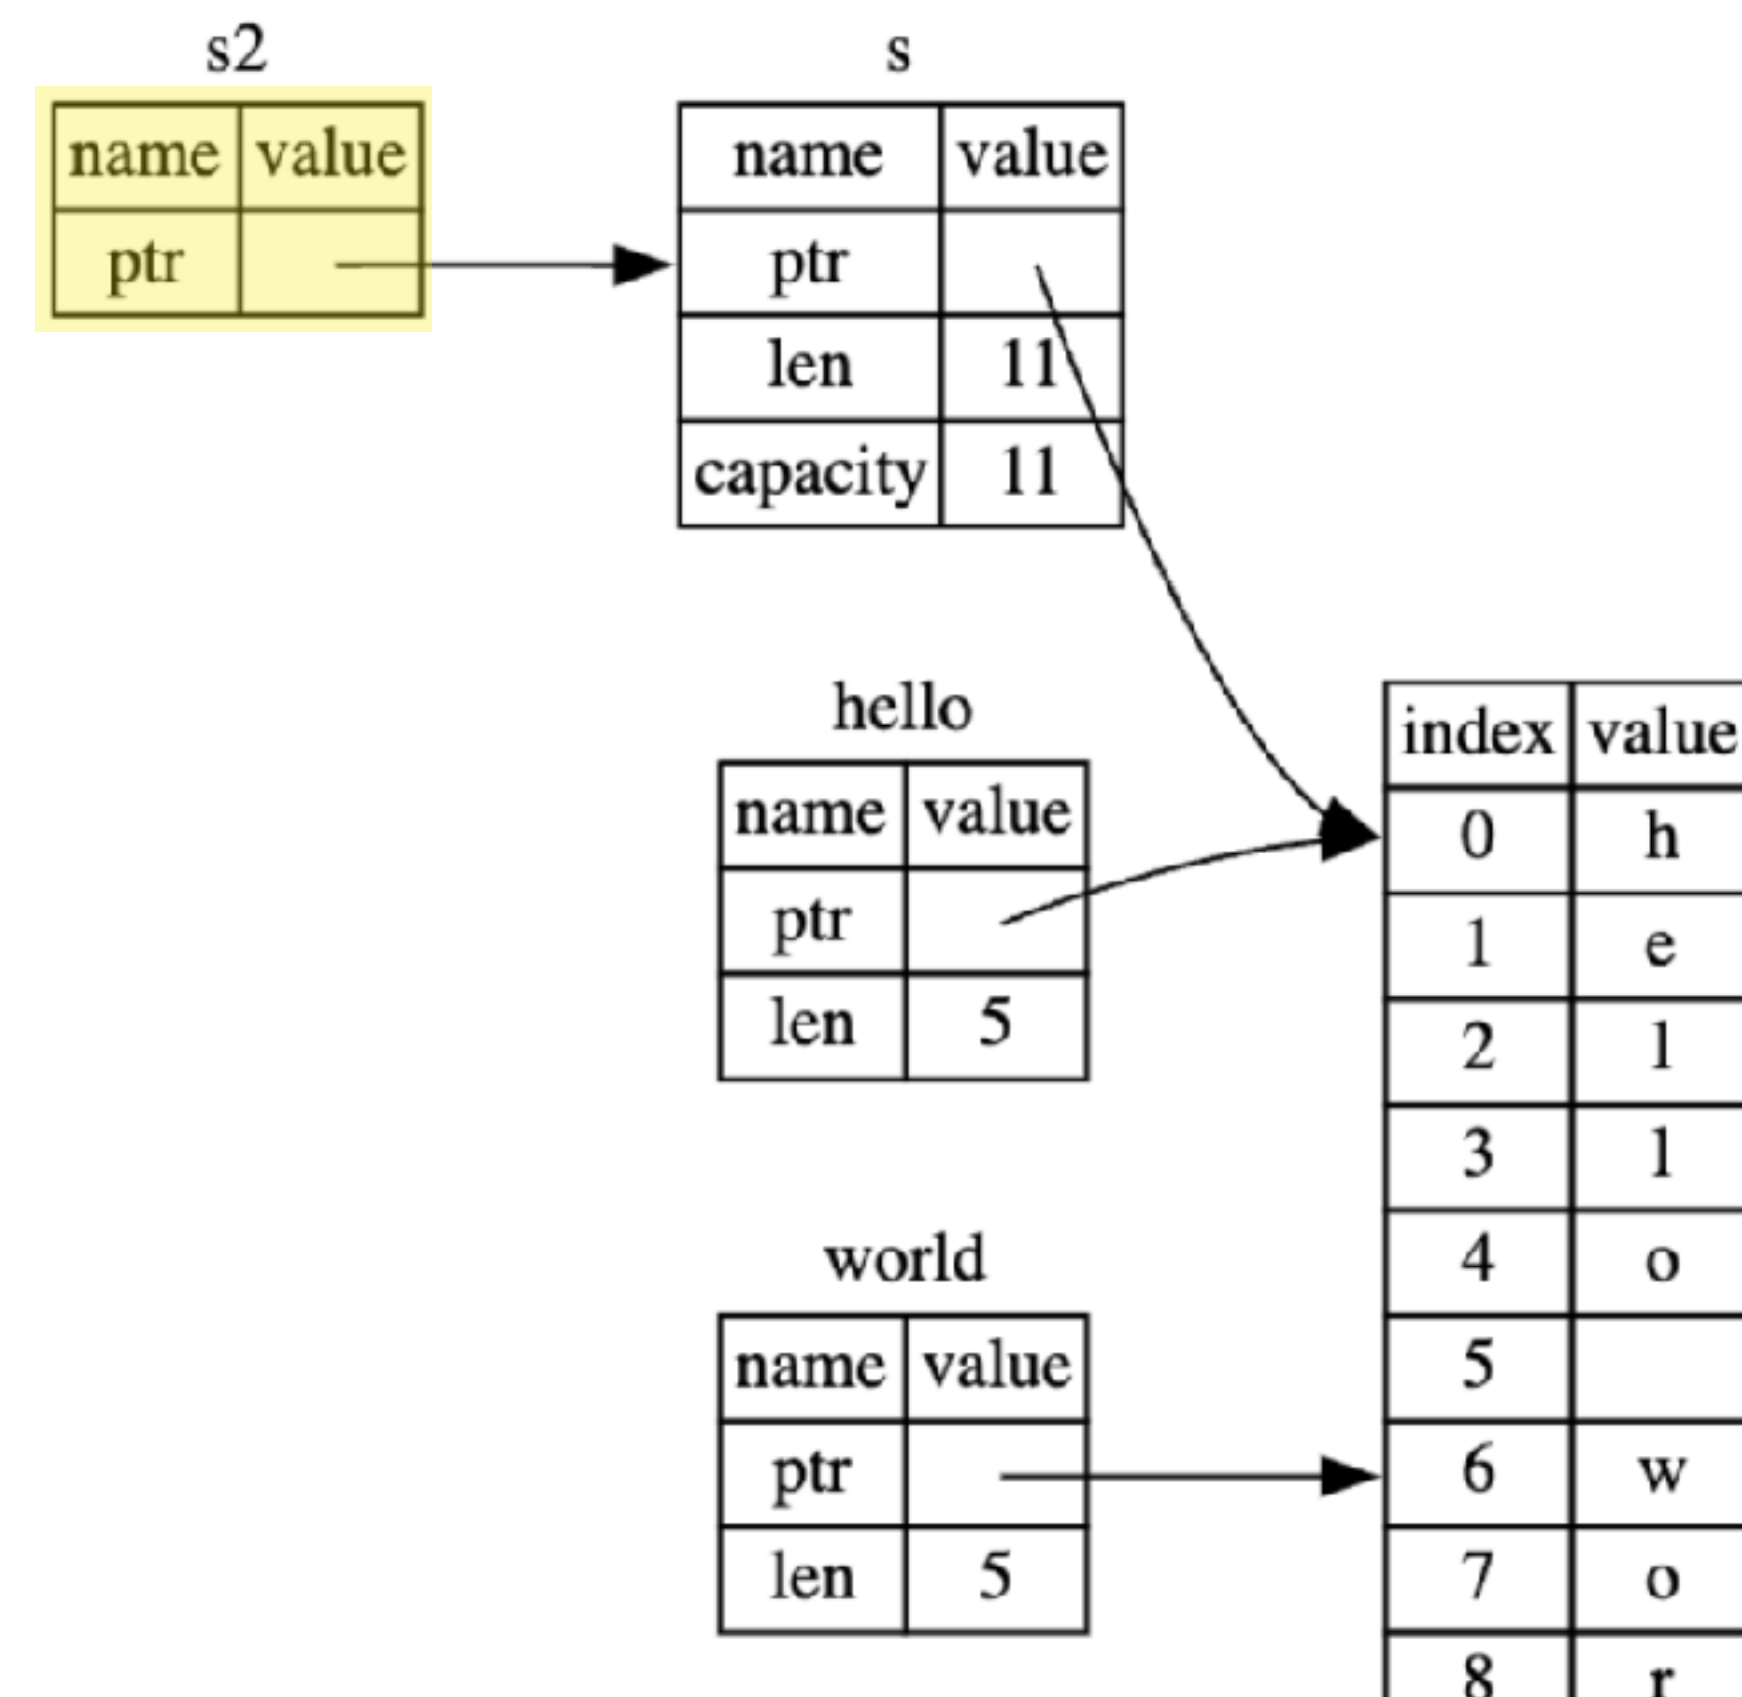 s2
name value
ptr
s
name value
ptr
len 11
capacity 11
hello
name value
ptr
len 5
world
name value
ptr
len 5
index value
0 h
1 e
2 l
3 l
4 o
5
6 w
7 o
8 r